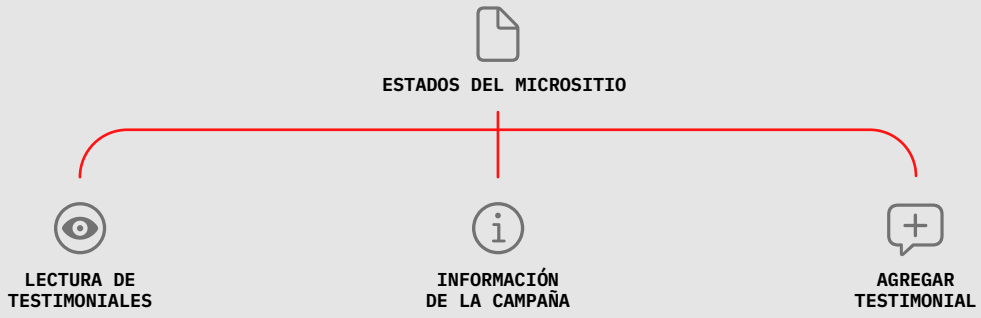 ESTADOS DEL MICROSITIO
LECTURA DE
TESTIMONIALES
INFORMACIÓN
DE LA CAMPAÑA
AGREGAR
TESTIMONIAL